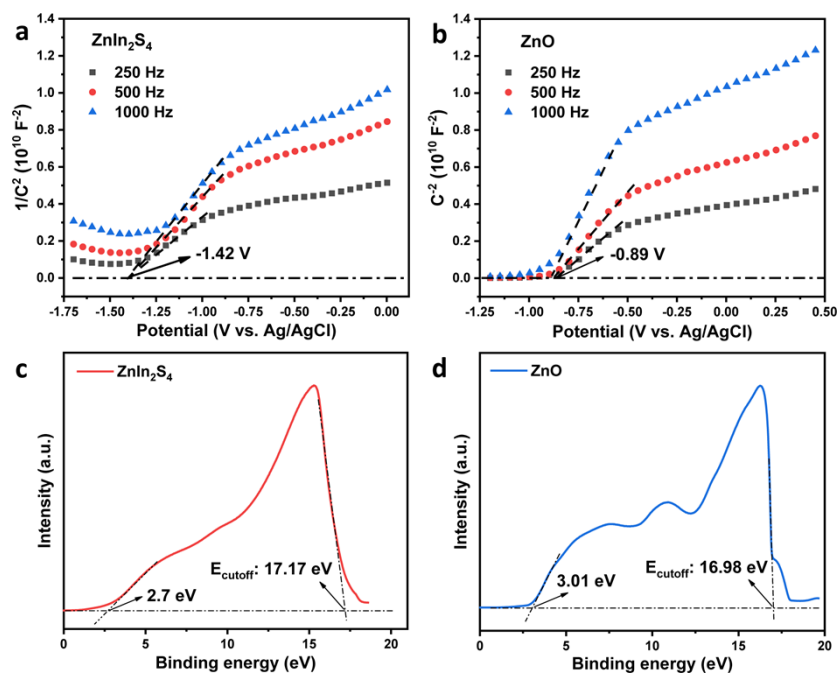 a
ZnIn₂S₄
250 Hz
500 Hz
1000 Hz
1/C² (10¹⁰ F⁻²)
1.4
1.2
1.0
0.8
0.6
0.4
0.2
0.0
-1.42 V
-1.75 -1.50 -1.25 -1.00 -0.75 -0.50 -0.25 0.00
Potential (V vs. Ag/AgCl)
b
ZnO
250 Hz
500 Hz
1000 Hz
C⁻² (10¹⁰ F⁻²)
1.4
1.2
1.0
0.8
0.6
0.4
0.2
0.0
-0.89 V
-1.25 -1.00 -0.75 -0.50 -0.25 0.00 0.25 0.50
Potential (V vs. Ag/AgCl)
c
ZnIn₂S₄
Intensity (a.u.)
2.7 eV
E_cutoff: 17.17 eV
0 5 10 15 20
Binding energy (eV)
d
ZnO
Intensity (a.u.)
3.01 eV
E_cutoff: 16.98 eV
0 5 10 15 20
Binding energy (eV)